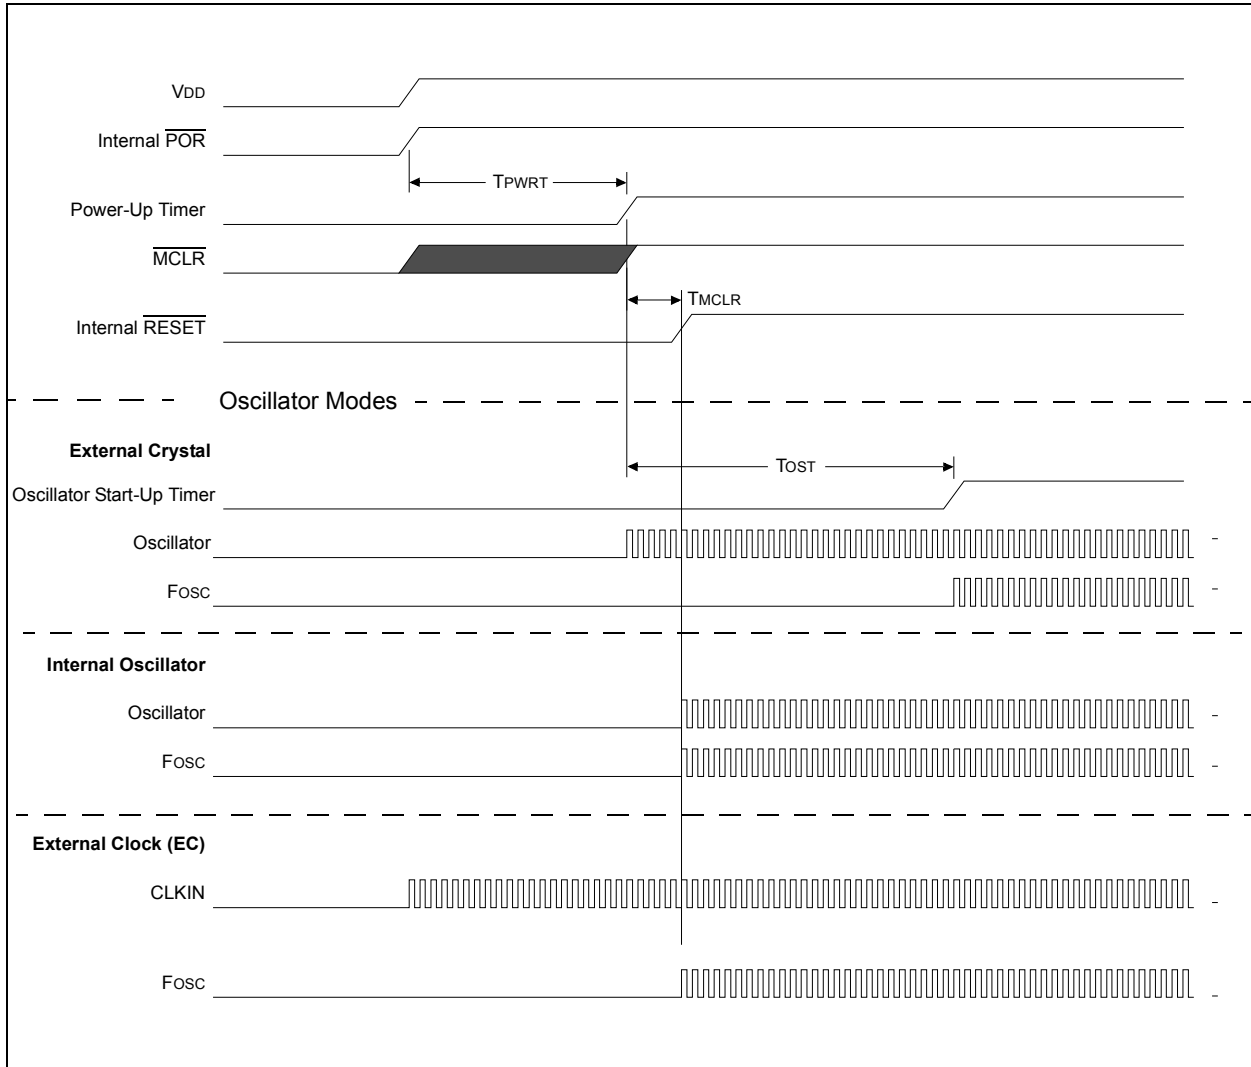 VDD
Internal POR
TPWRT
Power-Up Timer
MCLR
TMCLR
Internal RESET
Oscillator Modes
External Crystal
TOST
Oscillator Start-Up Timer
Oscillator
FOSC
Internal Oscillator
Oscillator
FOSC
External Clock (EC)
CLKIN
FOSC